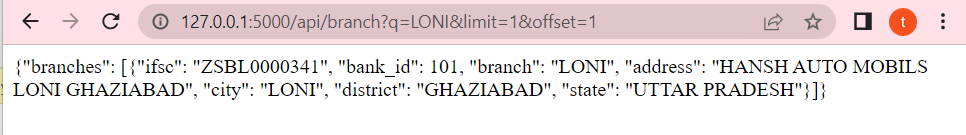 127.0.0.1:5000/api/branch?q=LONI&limit=1&offset=1
t
{"branches": [{"ifsc": "ZSBL0000341", "bank_id": 101, "branch": "LONI", "address": "HANSH AUTO MOBILS
LONI GHAZIABAD", "city": "LONI", "district": "GHAZIABAD", "state": "UTTAR PRADESH"}]}